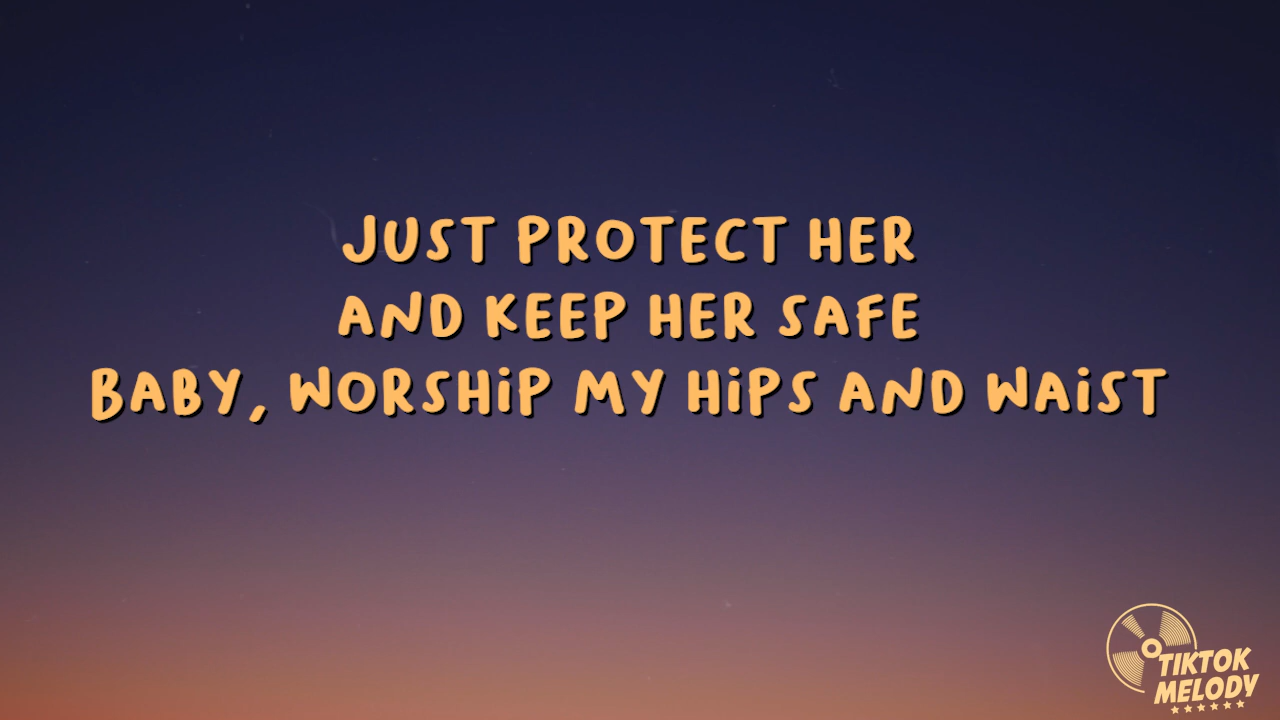 JUST PROTECT HER
AND KEEP HER SAFE
BABY, WORSHiP MY HiPS AND WAiST
TIKTOK
MELODY